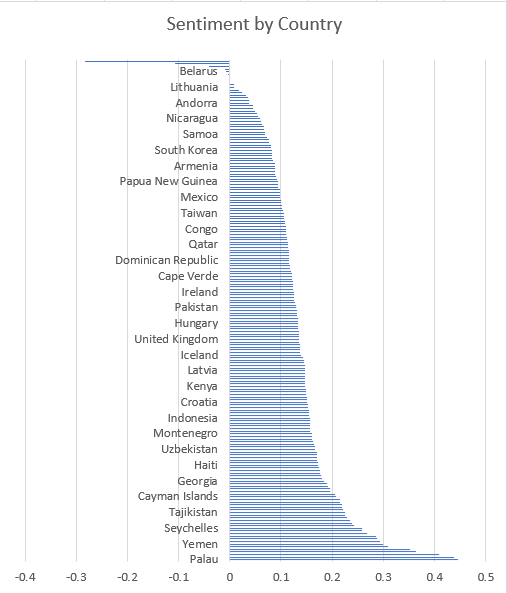 Sentiment by Country
Belarus
Lithuania
Andorra
Nicaragua
Samoa
South Korea
Armenia
Papua New Guinea
Mexico
Taiwan
Congo
Qatar
Dominican Republic
Cape Verde
Ireland
Pakistan
Hungary
United Kingdom
Iceland
Latvia
Kenya
Croatia
Indonesia
Montenegro
Uzbekistan
Haiti
Georgia
Cayman Islands
Tajikistan
Seychelles
Yemen
Palau
-0.4 -0.3 -0.2 -0.1 0 0.1 0.2 0.3 0.4 0.5